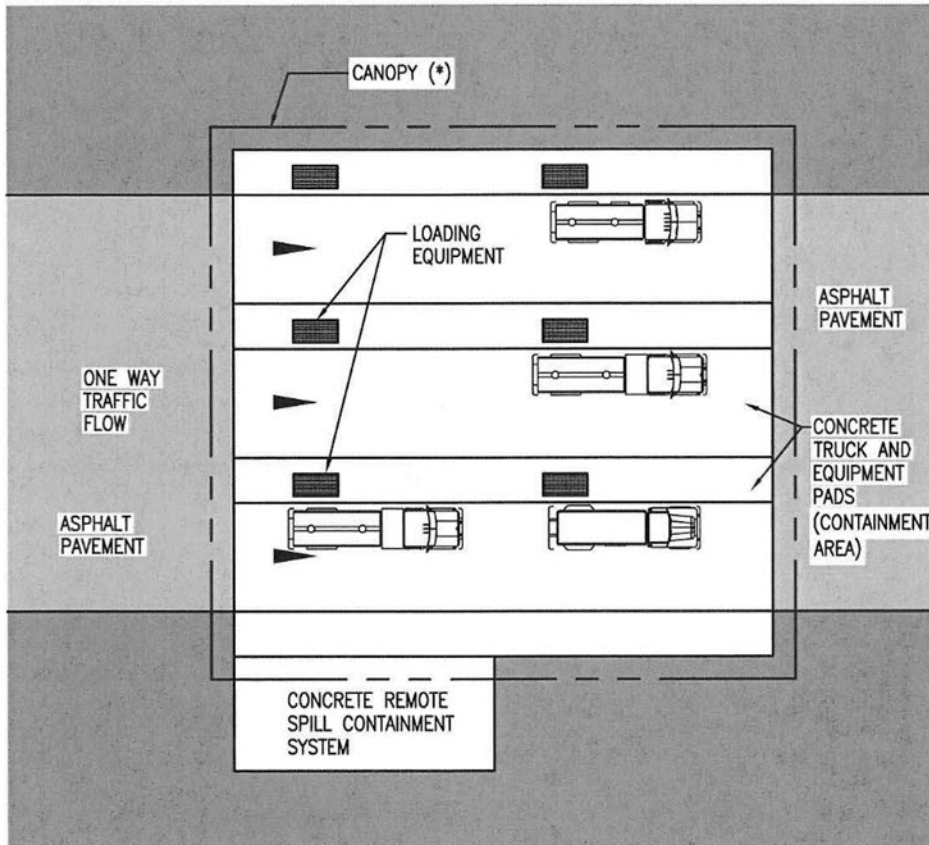 CANOPY (*)
LOADING
EQUIPMENT
ASPHALT
PAVEMENT
ONE WAY
TRAFFIC
FLOW
CONCRETE
TRUCK AND
EQUIPMENT
PADS
(CONTAINMENT
AREA)
ASPHALT
PAVEMENT
CONCRETE REMOTE
SPILL CONTAINMENT
SYSTEM